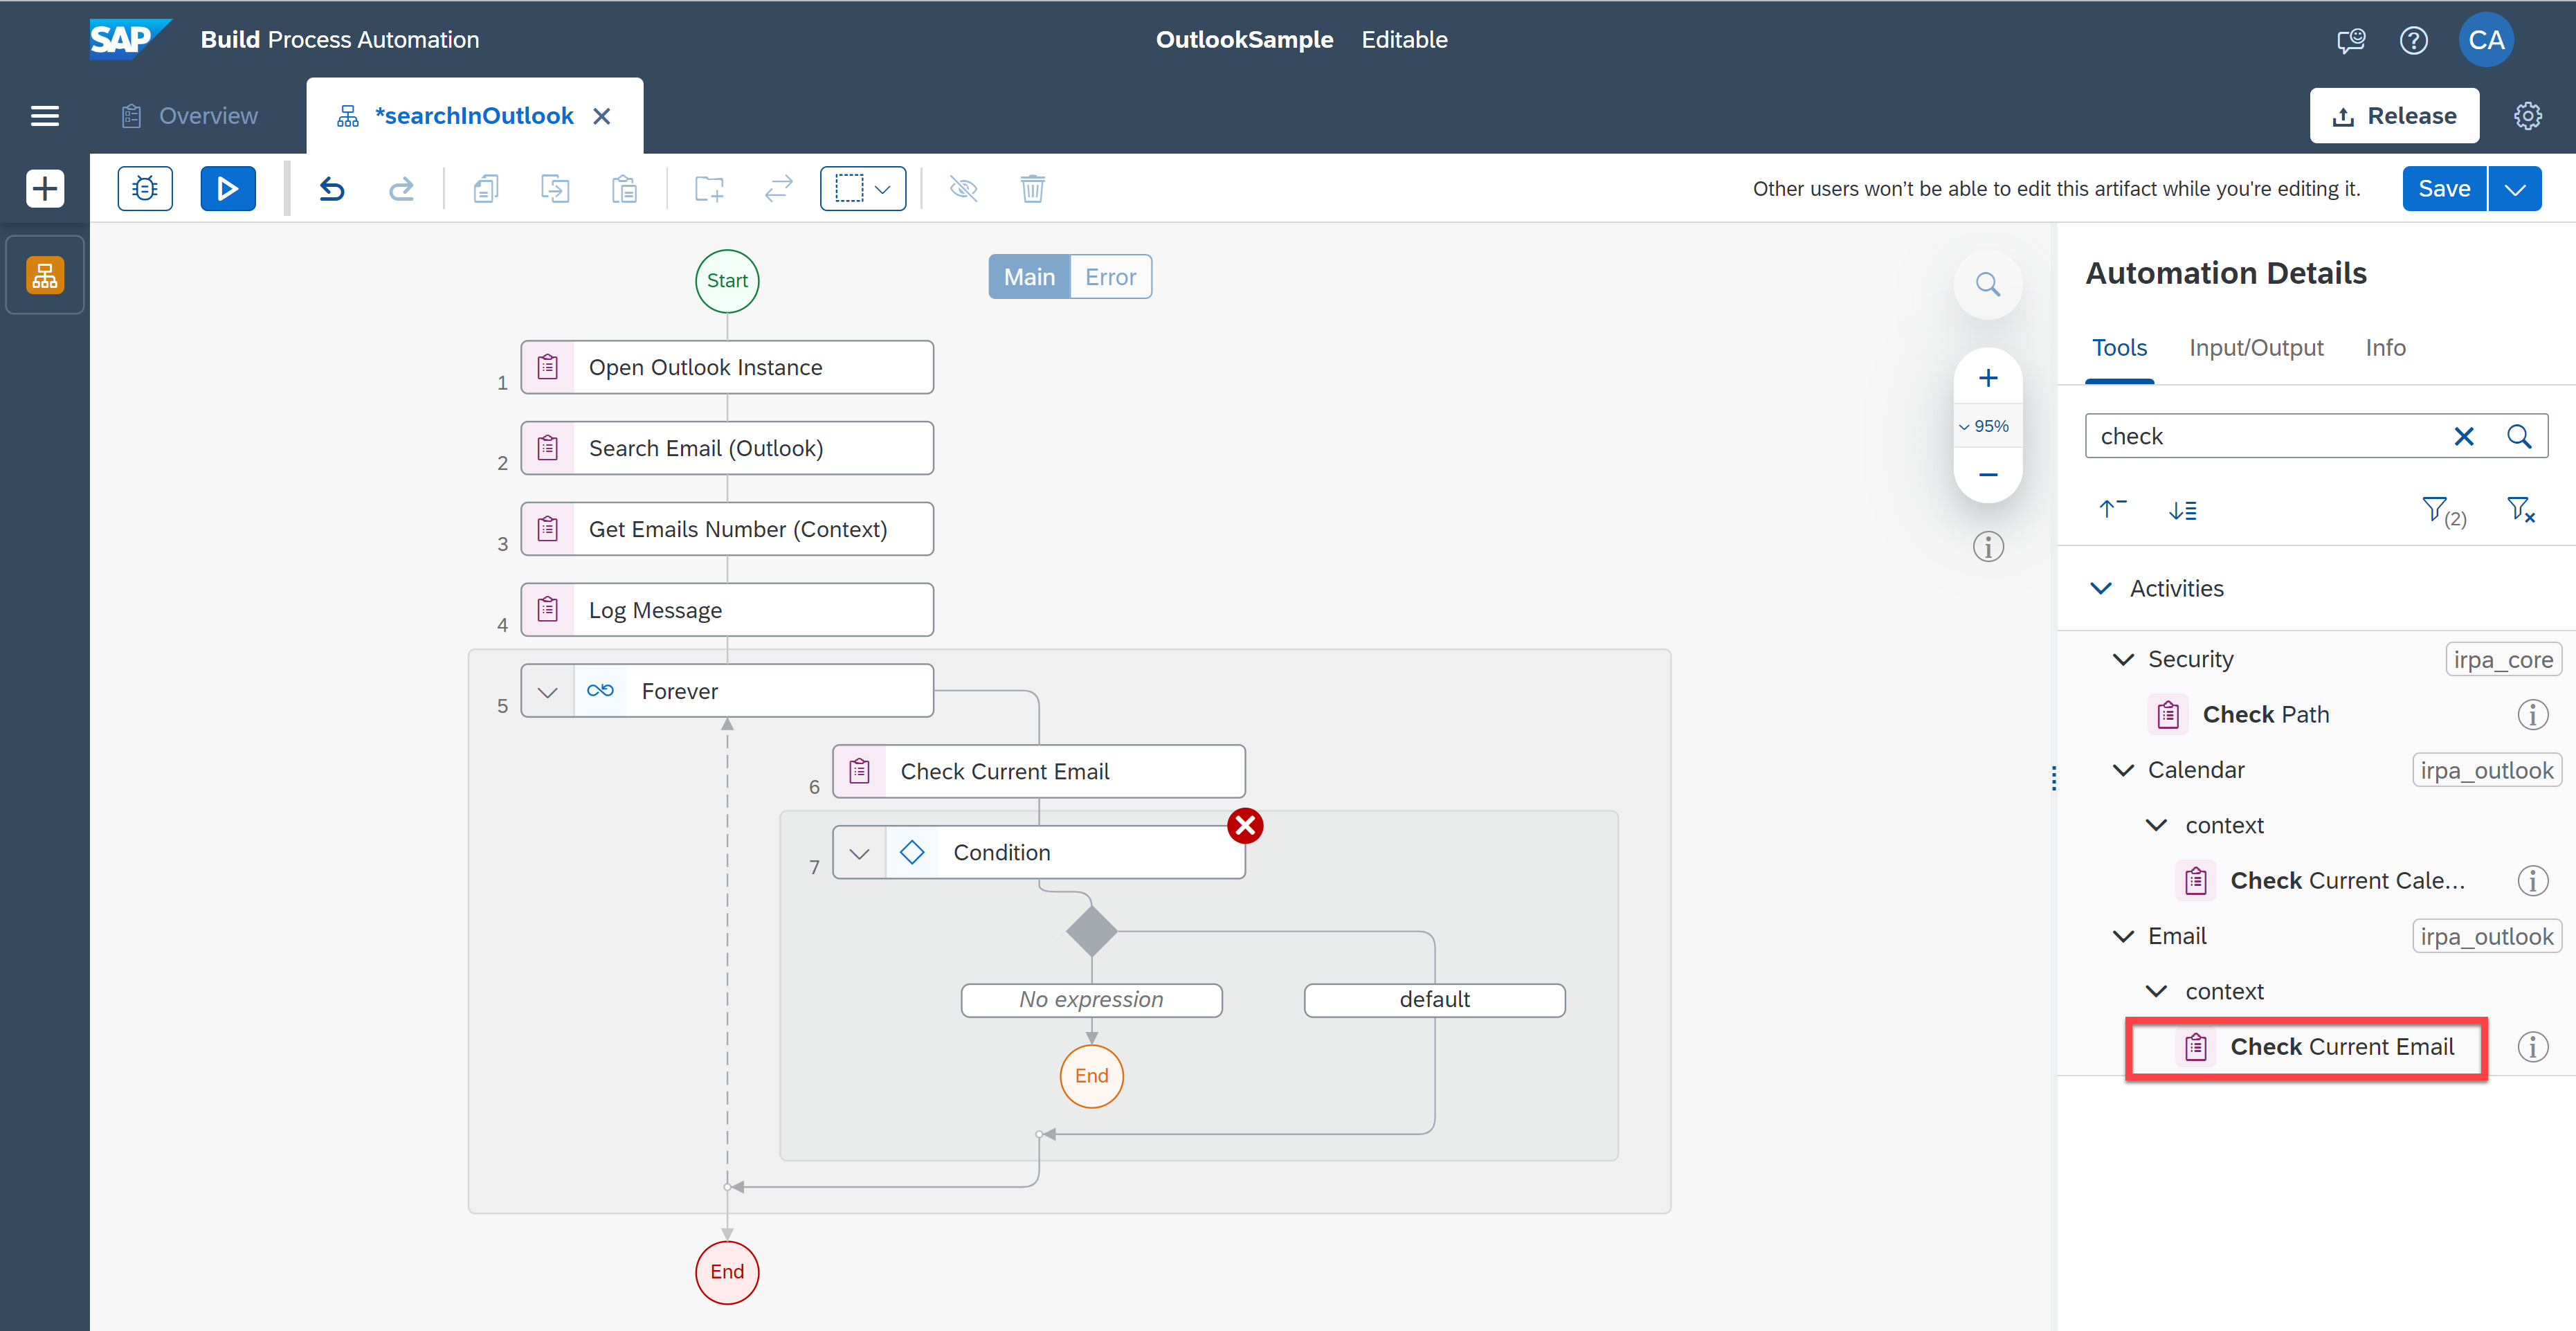 SAP Build Process Automation
OutlookSample Editable
CA
Overview
*searchInOutlook
Release
Other users won't be able to edit this artifact while you're editing it.
Save
Start
Main Error
1 Open Outlook Instance
2 Search Email (Outlook)
3 Get Emails Number (Context)
4 Log Message
5 Forever
6 Check Current Email
7 Condition
No expression
default
End
End
95%
Automation Details
Tools Input/Output Info
check
(2)
Activities
Security irpa_core
Check Path
Calendar irpa_outlook
context
Check Current Cale...
Email irpa_outlook
context
Check Current Email